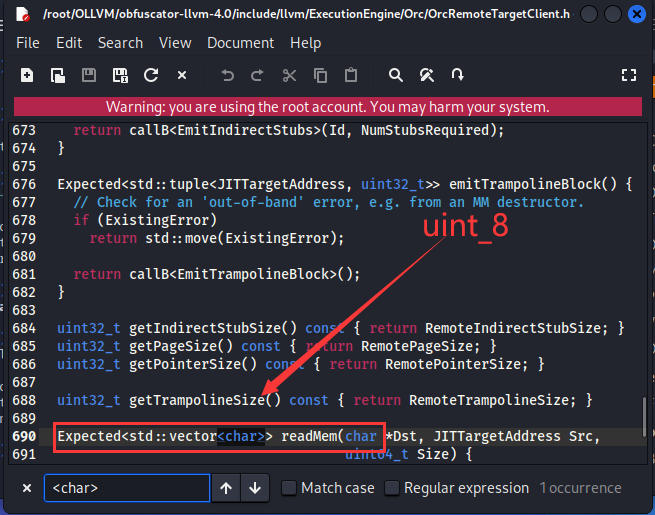 /root/OLLVM/obfuscator-llvm-4.0/include/llvm/ExecutionEngine/Orc/OrcRemoteTargetClient.h
File Edit Search View Document Help
Warning: you are using the root account. You may harm your system.
673 return callB<EmitIndirectStubs>(Id, NumStubsRequired);
674 }
675
676 Expected<std::tuple<JITTargetAddress, uint32_t>> emitTrampolineBlock() {
677 // Check for an 'out-of-band' error, e.g. from an MM destructor.
678 if (ExistingError)
679 return std::move(ExistingError);
uint_8
680
681 return callB<EmitTrampolineBlock>();
682 }
683
684 uint32_t getIndirectStubSize() const { return RemoteIndirectStubSize; }
685 uint32_t getPageSize() const { return RemotePageSize; }
686 uint32_t getPointerSize() const { return RemotePointerSize; }
687
688 uint32_t getTrampolineSize() const { return RemoteTrampolineSize; }
689
690 Expected<std::vector<char>> readMem(char *Dst, JITTargetAddress Src,
691 uint64_t Size) {
<char> Match case Regular expression 1 occurrence